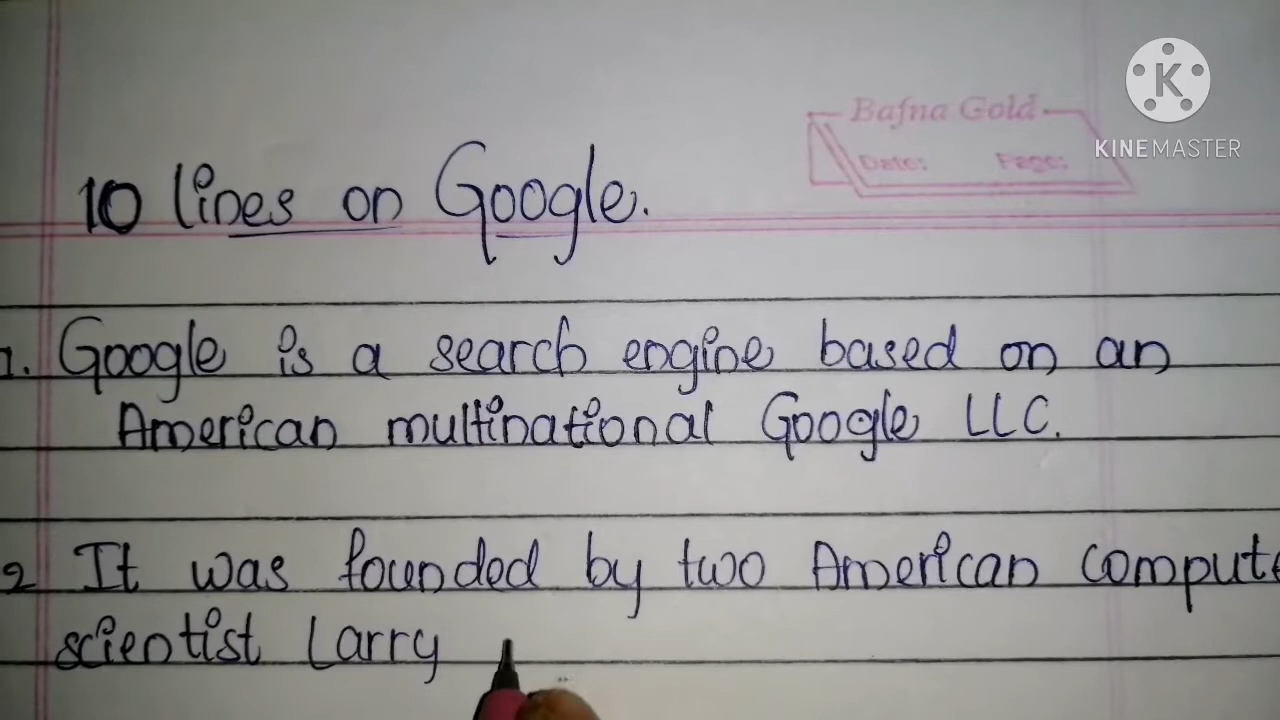 Bafna Gold
Date: Page:
K
KINEMASTER
10 lines on Google.
1. Google is a search engine based on an
American multinational Google LLC.
2 It was founded by two American compute
scientist Larry